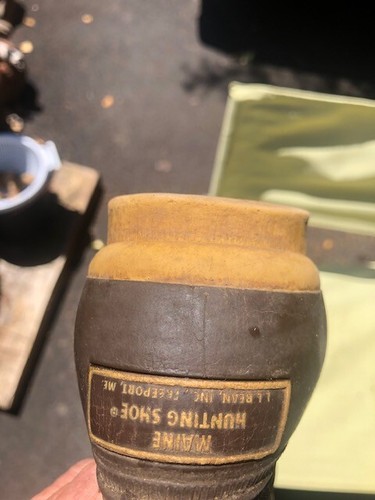 MAINE
HUNTING SHOE®
L.L. BEAN, INC., FREEPORT, ME.